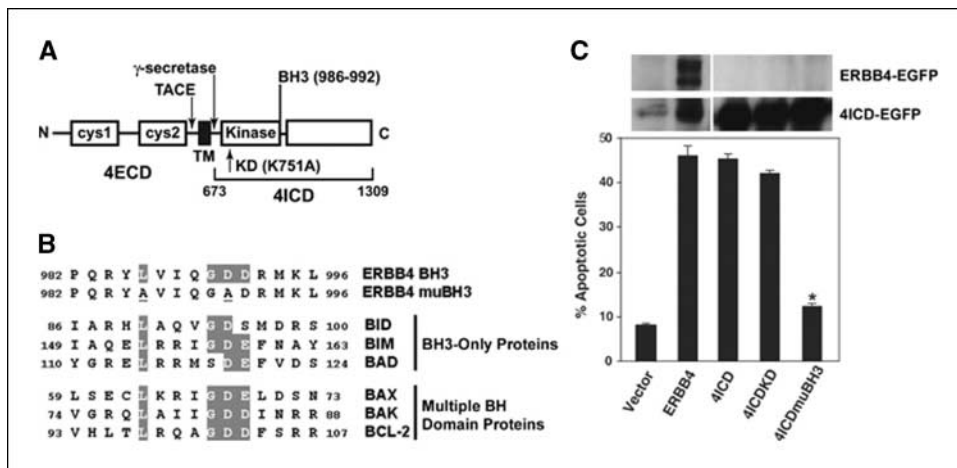 A
γ-secretase
TACE
BH3 (986-992)
N cys1 cys2 Kinase C
TM
KD (K751A)
4ECD
673 4ICD 1309
B
982 P Q R Y L V I Q G D D R M K L 996 ERBB4 BH3
982 P Q R Y A V I Q G A D R M K L 996 ERBB4 muBH3
86 I A R H L A Q V G D S M D R S 100 BID
149 I A Q E L R R I G D E F N A Y 163 BIM
110 Y G R E L R R M S D E F V D S 124 BAD
BH3-Only Proteins
59 L S E C L K R I G D E L D S N 73 BAX
74 V G R Q L A I I G D D I N R R 88 BAK
93 V H L T L R Q A G D D F S R R 107 BCL-2
Multiple BH
Domain Proteins
C
ERBB4-EGFP
4ICD-EGFP
% Apoptotic Cells
50
40
30
20
10
0
*
Vector
ERBB4
4ICD
4ICDKD
4ICDmuBH3